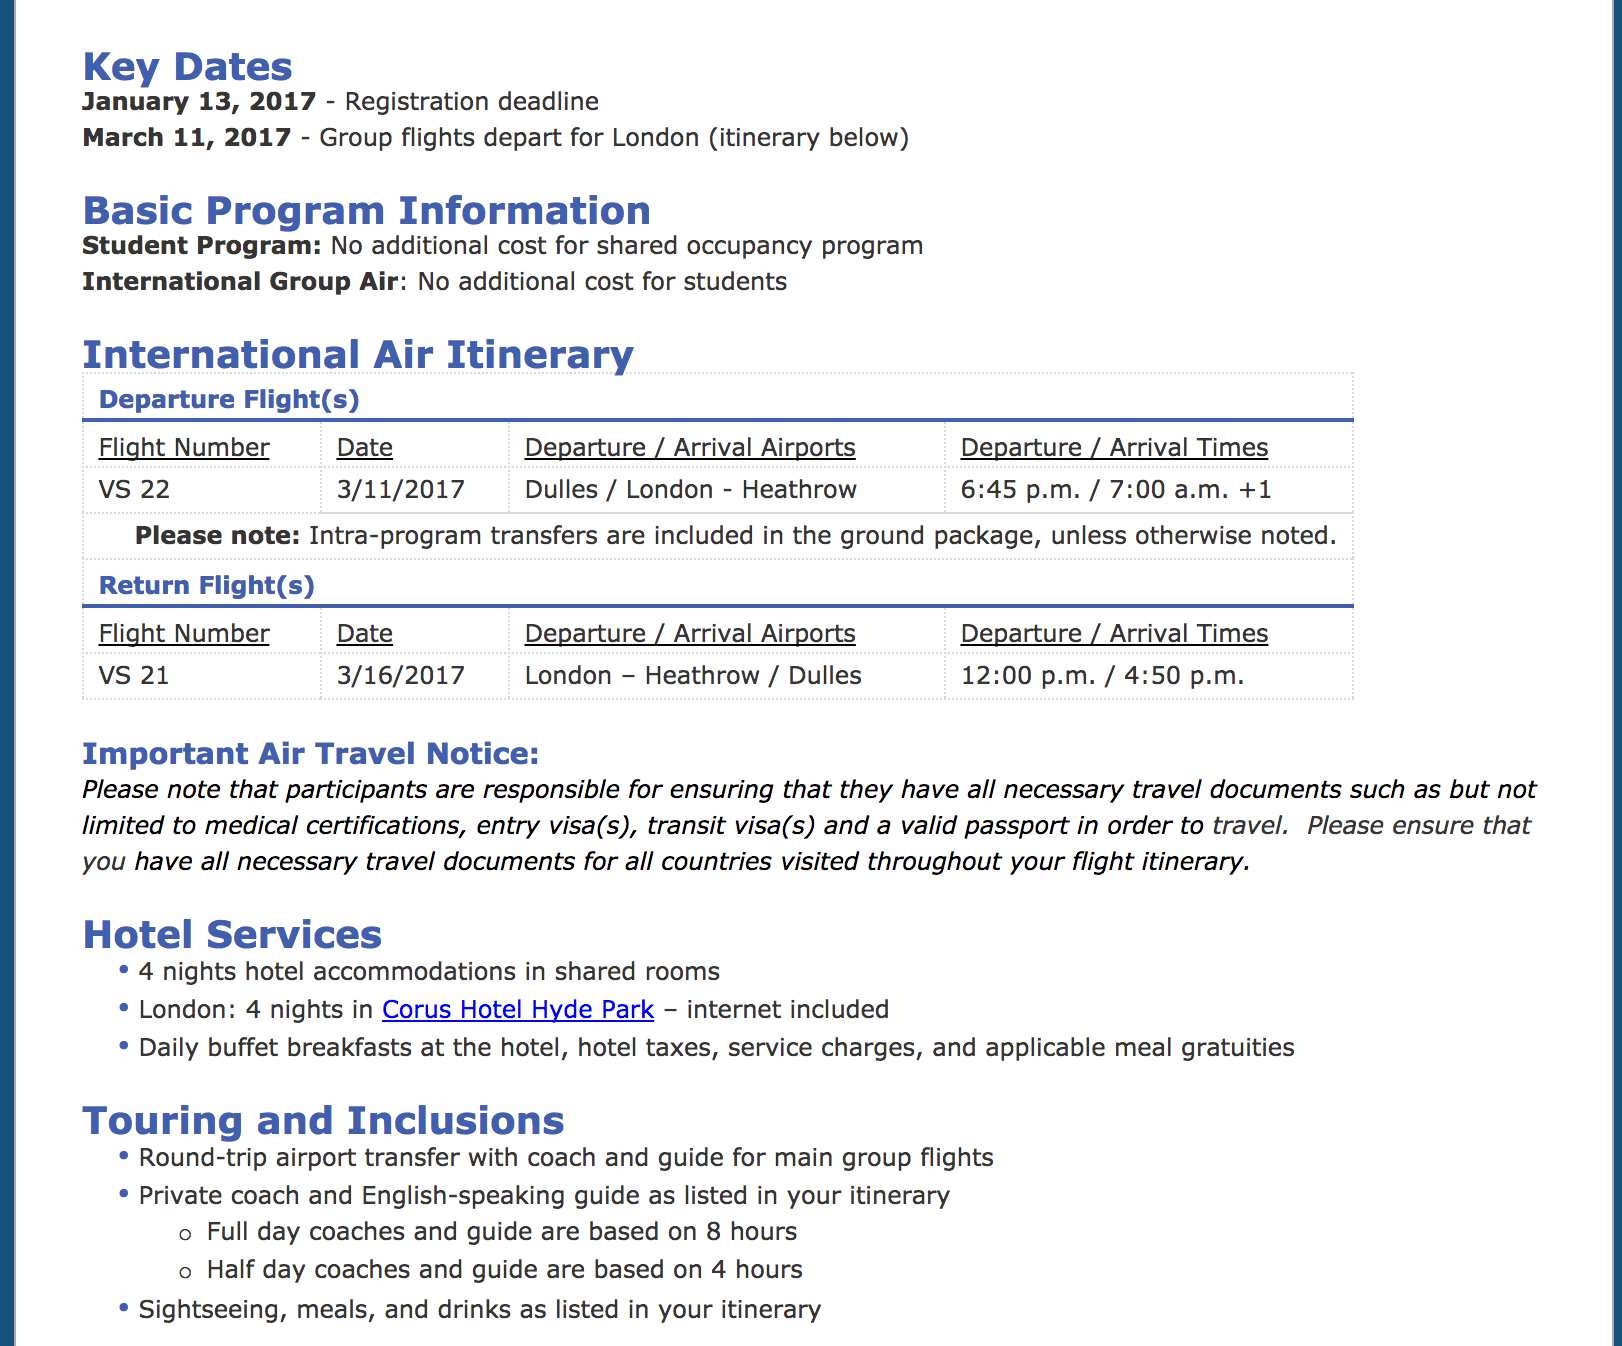 Key Dates
January 13, 2017 - Registration deadline
March 11, 2017 - Group flights depart for London (itinerary below)
Basic Program Information
Student Program: No additional cost for shared occupancy program
International Group Air: No additional cost for students
International Air Itinerary
Departure Flight(s)
Flight Number Date Departure / Arrival Airports Departure / Arrival Times
VS 22 3/11/2017 Dulles / London - Heathrow 6:45 p.m. / 7:00 a.m. +1
Please note: Intra-program transfers are included in the ground package, unless otherwise noted.
Return Flight(s)
Flight Number Date Departure / Arrival Airports Departure / Arrival Times
VS 21 3/16/2017 London – Heathrow / Dulles 12:00 p.m. / 4:50 p.m.
Important Air Travel Notice:
Please note that participants are responsible for ensuring that they have all necessary travel documents such as but not
limited to medical certifications, entry visa(s), transit visa(s) and a valid passport in order to travel.  Please ensure that
you have all necessary travel documents for all countries visited throughout your flight itinerary.
Hotel Services
• 4 nights hotel accommodations in shared rooms
• London: 4 nights in Corus Hotel Hyde Park – internet included
• Daily buffet breakfasts at the hotel, hotel taxes, service charges, and applicable meal gratuities
Touring and Inclusions
• Round-trip airport transfer with coach and guide for main group flights
• Private coach and English-speaking guide as listed in your itinerary
o Full day coaches and guide are based on 8 hours
o Half day coaches and guide are based on 4 hours
• Sightseeing, meals, and drinks as listed in your itinerary